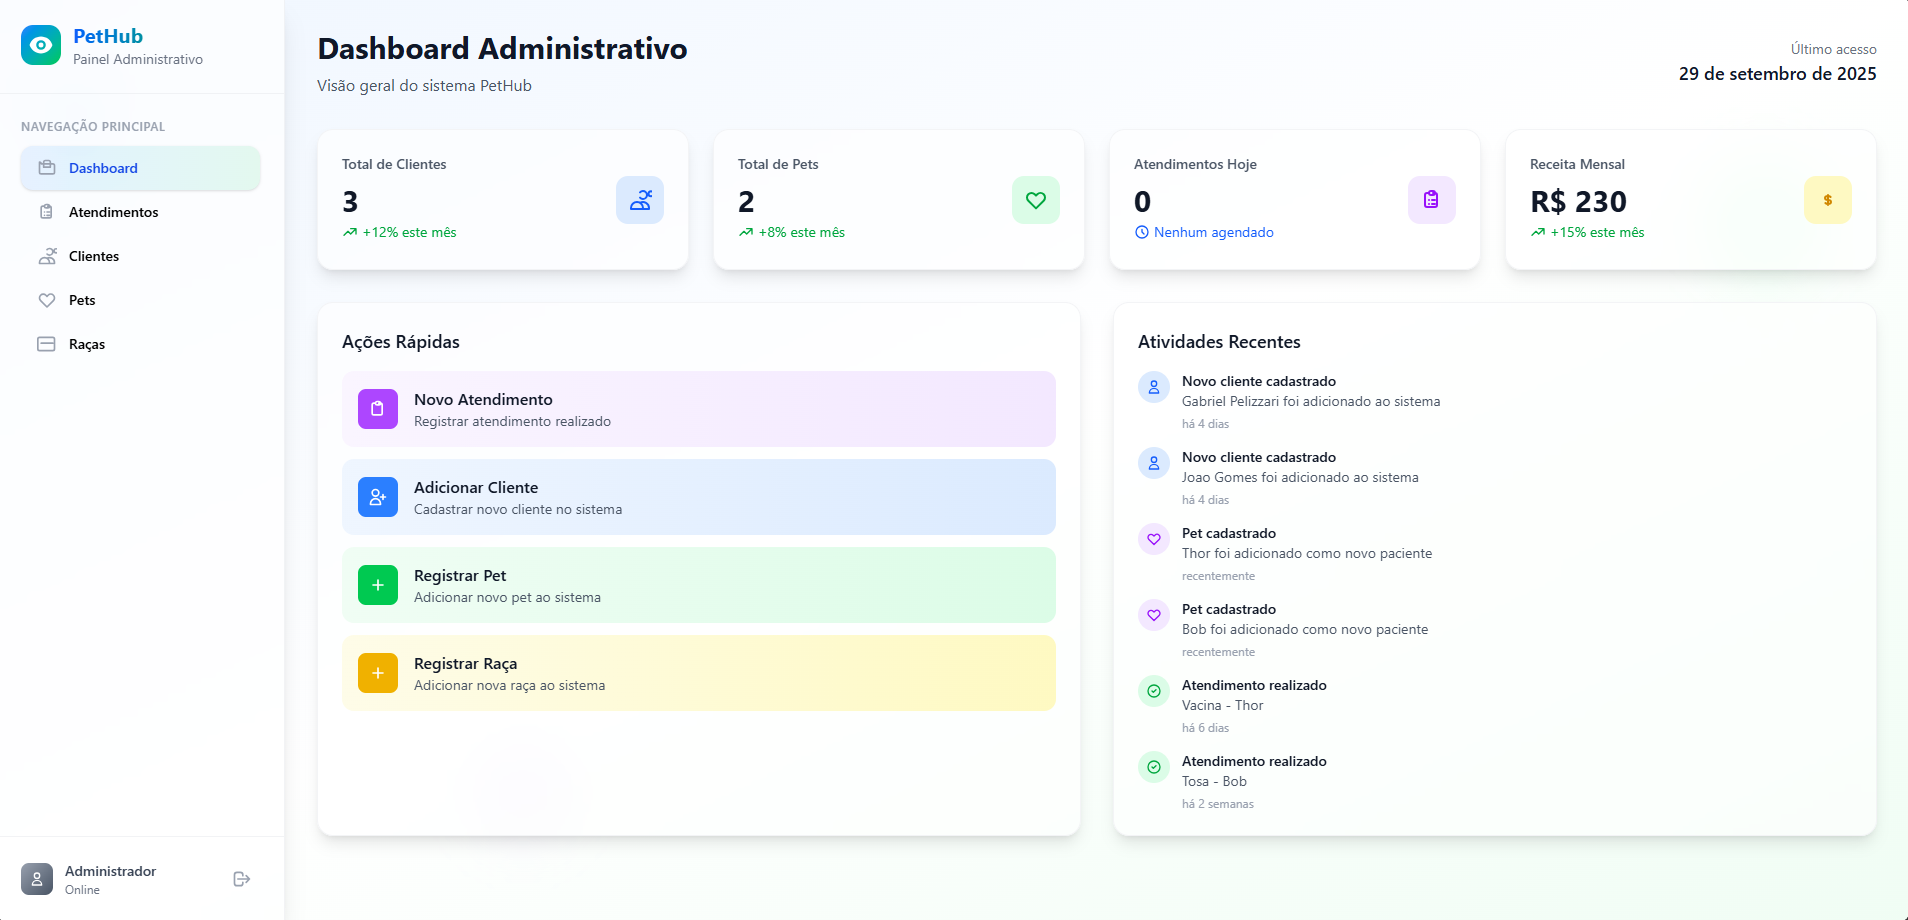 PetHub
Painel Administrativo
NAVEGAÇÃO PRINCIPAL
Dashboard
Atendimentos
Clientes
Pets
Raças
Administrador
Online
Dashboard Administrativo
Visão geral do sistema PetHub
Último acesso
29 de setembro de 2025
Total de Clientes
3
+12% este mês
Total de Pets
2
+8% este mês
Atendimentos Hoje
0
Nenhum agendado
Receita Mensal
R$ 230
+15% este mês
$
Ações Rápidas
Novo Atendimento
Registrar atendimento realizado
Adicionar Cliente
Cadastrar novo cliente no sistema
Registrar Pet
Adicionar novo pet ao sistema
Registrar Raça
Adicionar nova raça ao sistema
Atividades Recentes
Novo cliente cadastrado
Gabriel Pelizzari foi adicionado ao sistema
há 4 dias
Novo cliente cadastrado
Joao Gomes foi adicionado ao sistema
há 4 dias
Pet cadastrado
Thor foi adicionado como novo paciente
recentemente
Pet cadastrado
Bob foi adicionado como novo paciente
recentemente
Atendimento realizado
Vacina - Thor
há 6 dias
Atendimento realizado
Tosa - Bob
há 2 semanas